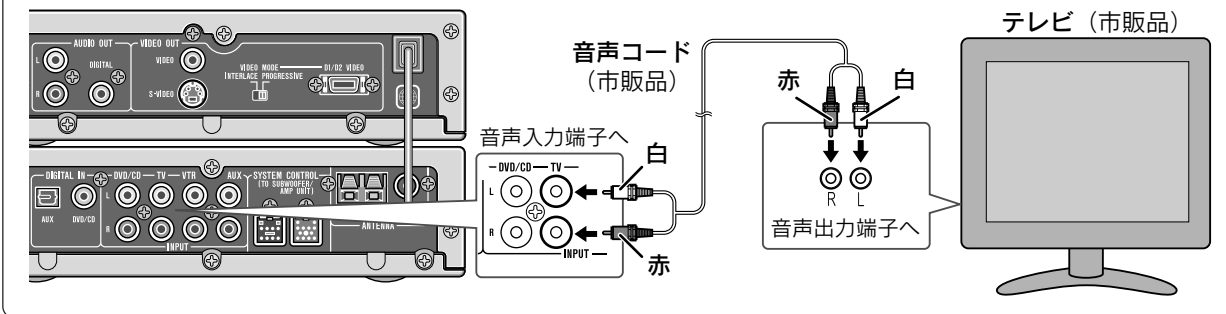 AUDIO OUT
VIDEO OUT
L
R
DIGITAL
VIDEO
S-VIDEO
VIDEO MODE
INTERLACE PROGRESSIVE
D1/D2 VIDEO
DIGITAL IN
AUX
DVD/CD
DVD/CD
TV
VTR
AUX
L
R
INPUT
SYSTEM CONTROL
(TO SUBWOOFER/
AMP UNIT)
ANTENNA
音声入力端子へ
DVD/CD
TV
L
R
INPUT
白
赤
音声コード
(市販品)
赤
白
R
L
音声出力端子へ
テレビ(市販品)